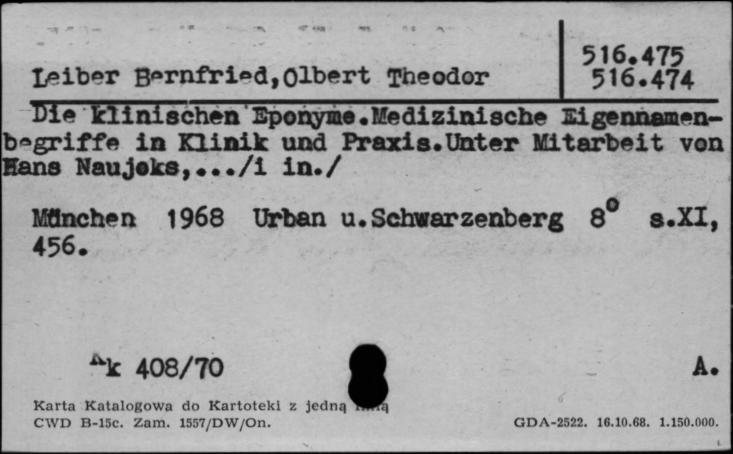 516.475
Leiber Bernfried,Olbert Theodor 516.474
Die klinischen Eponyme.Medizinische Eigennamen-
begriffe in Klinik und Praxis.Unter Mitarbeit von
Hans Naujoks,.../i in./
München 1968 Urban u.Schwarzenberg 8° s.XI,
456.
Ak 408/70 A.
Karta Katalogowa do Kartoteki z jedną
CWD B-15c. Zam. 1557/DW/On. GDA-2522. 16.10.68. 1.150.000.